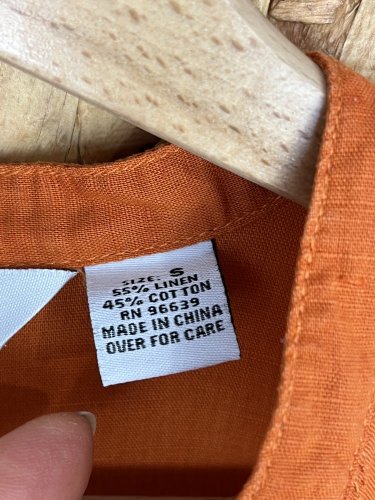 SIZE: S
55% LINEN
45% COTTON
RN 96639
MADE IN CHINA
OVER FOR CARE